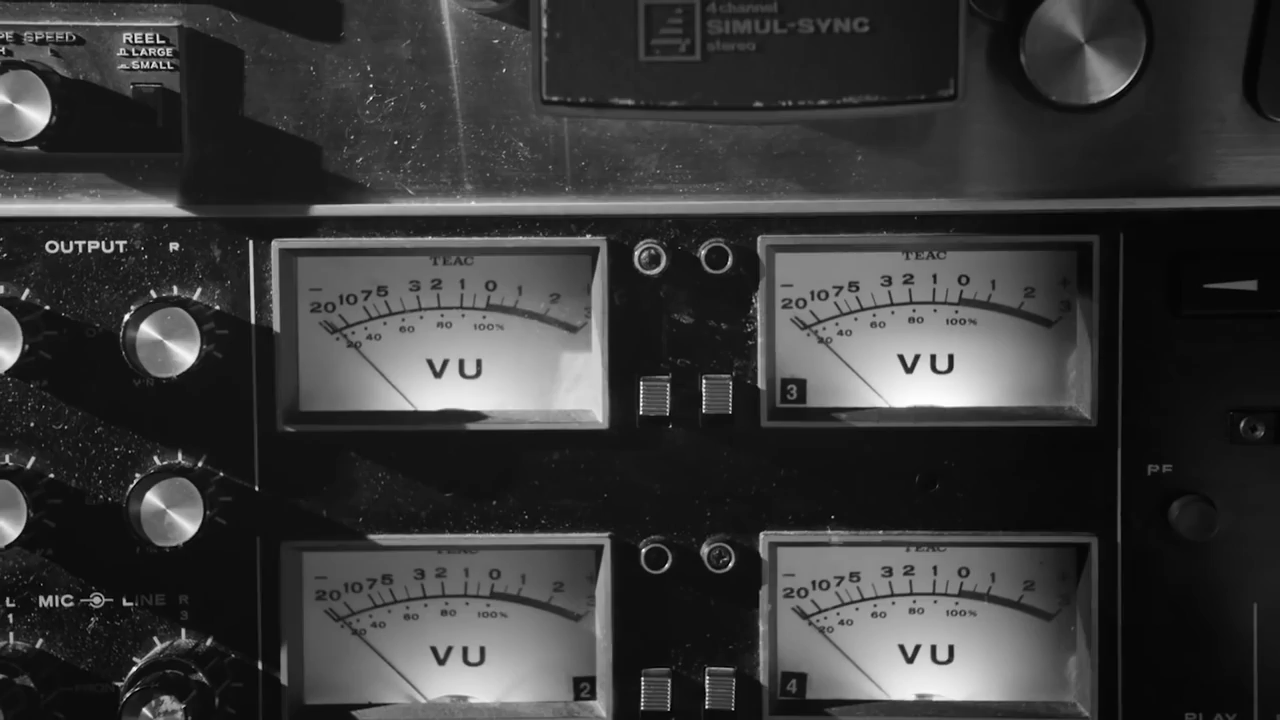 4 channel
SIMUL-SYNC
stereo
SPEED
REEL
LARGE
SMALL
OUTPUT R
TEAC
- 20 10 7 5 3 2 1 0 1 2
20 40 60 80 100%
VU
TEAC
- 20 10 7 5 3 2 1 0 1 2 3 +
20 40 60 80 100%
VU
3
L MIC LINE R
1 3
TEAC
- 20 10 7 5 3 2 1 0 1 2
20 40 60 80 100%
VU
2
TEAC
- 20 10 7 5 3 2 1 0 1 2
20 40 60 80 100%
VU
4
PLAY